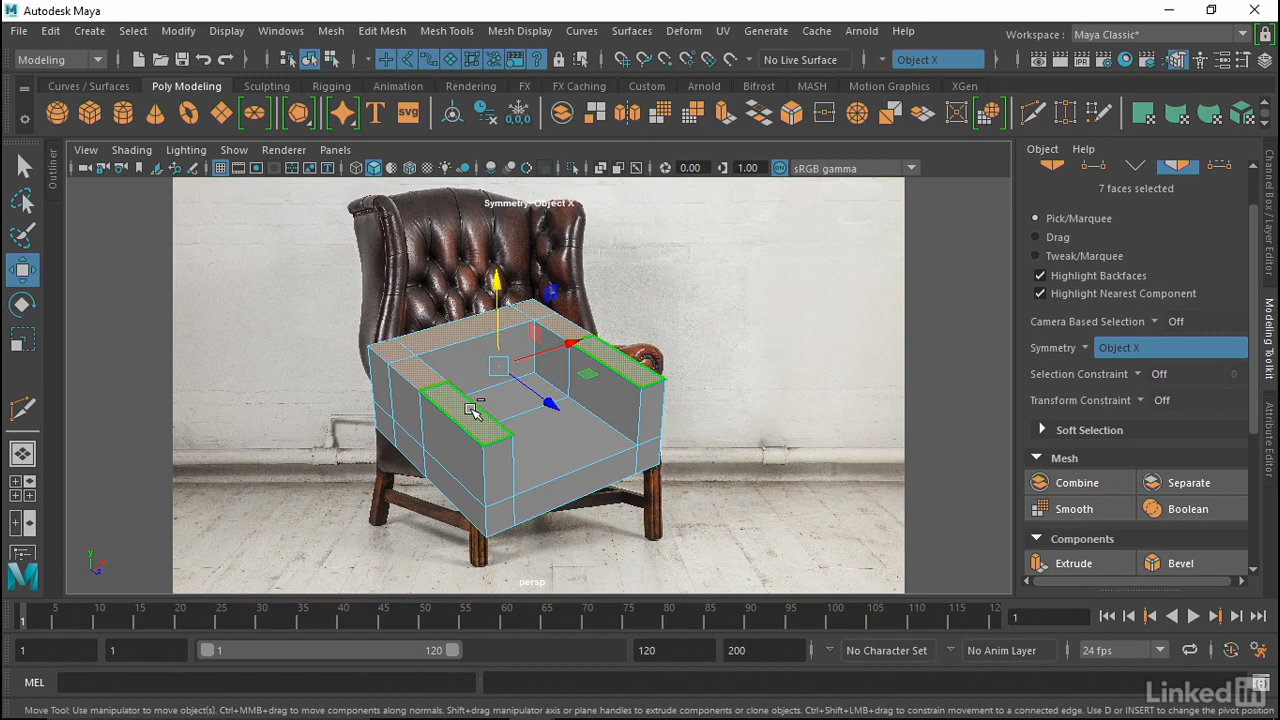 Autodesk Maya
File Edit Create Select Modify Display Windows Mesh Edit Mesh Mesh Tools Mesh Display Curves Surfaces Deform UV Generate Cache Arnold Help Workspace : Maya Classic*
Modeling No Live Surface Object X
Curves / Surfaces Poly Modeling Sculpting Rigging Animation Rendering FX FX Caching Custom Arnold Bifrost MASH Motion Graphics XGen
T SVG 0,0,0
View Shading Lighting Show Renderer Panels
0.00 1.00 ON sRGB gamma
Object Help
Outliner
Channel Box / Layer Editor
Modeling Toolkit
Attribute Editor
7 faces selected
Symmetry: Object X
Pick/Marquee
Drag
Tweak/Marquee
Highlight Backfaces
Highlight Nearest Component
Camera Based Selection Off
Symmetry Object X
Selection Constraint Off 0
Transform Constraint Off
Soft Selection
Mesh
Combine Separate
Smooth Boolean
Components
Extrude Bevel
y x z
persp
5 10 15 20 25 30 35 40 45 50 55 60 65 70 75 80 85 90 95 100 105 110 115 120
1 1
1 1 1 120 120 200 No Character Set No Anim Layer 24 fps
MEL
LinkedIn
Move Tool: Use manipulator to move object(s). Ctrl+MMB+drag to move components along normals. Shift+drag manipulator axis or plane handles to extrude components or clone objects. Ctrl+Shift+LMB+drag to constrain movement to a connected edge. Use D or INSERT to change the pivot position